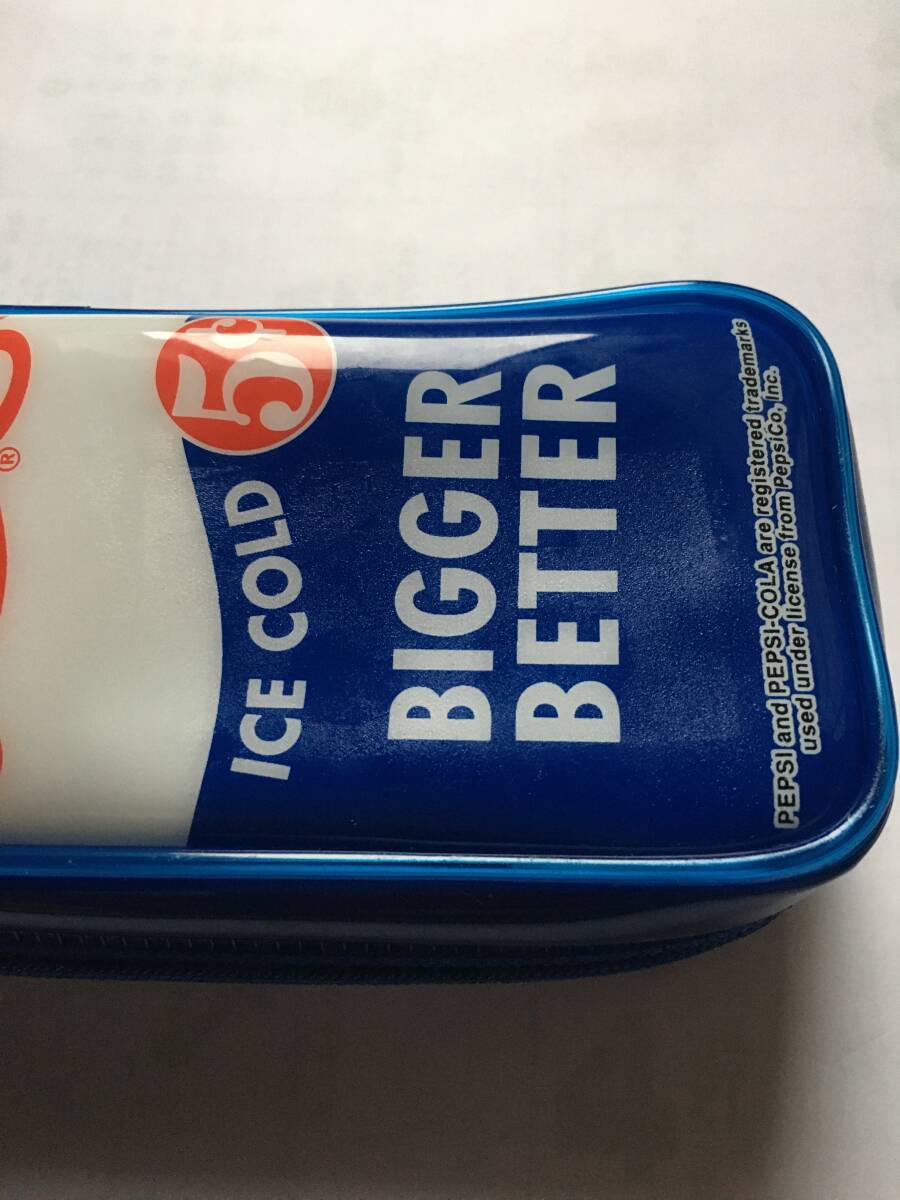 ®
5¢
ICE COLD
BIGGER
BETTER
PEPSI and PEPSI-COLA are registered trademarks
used under license from PepsiCo, Inc.